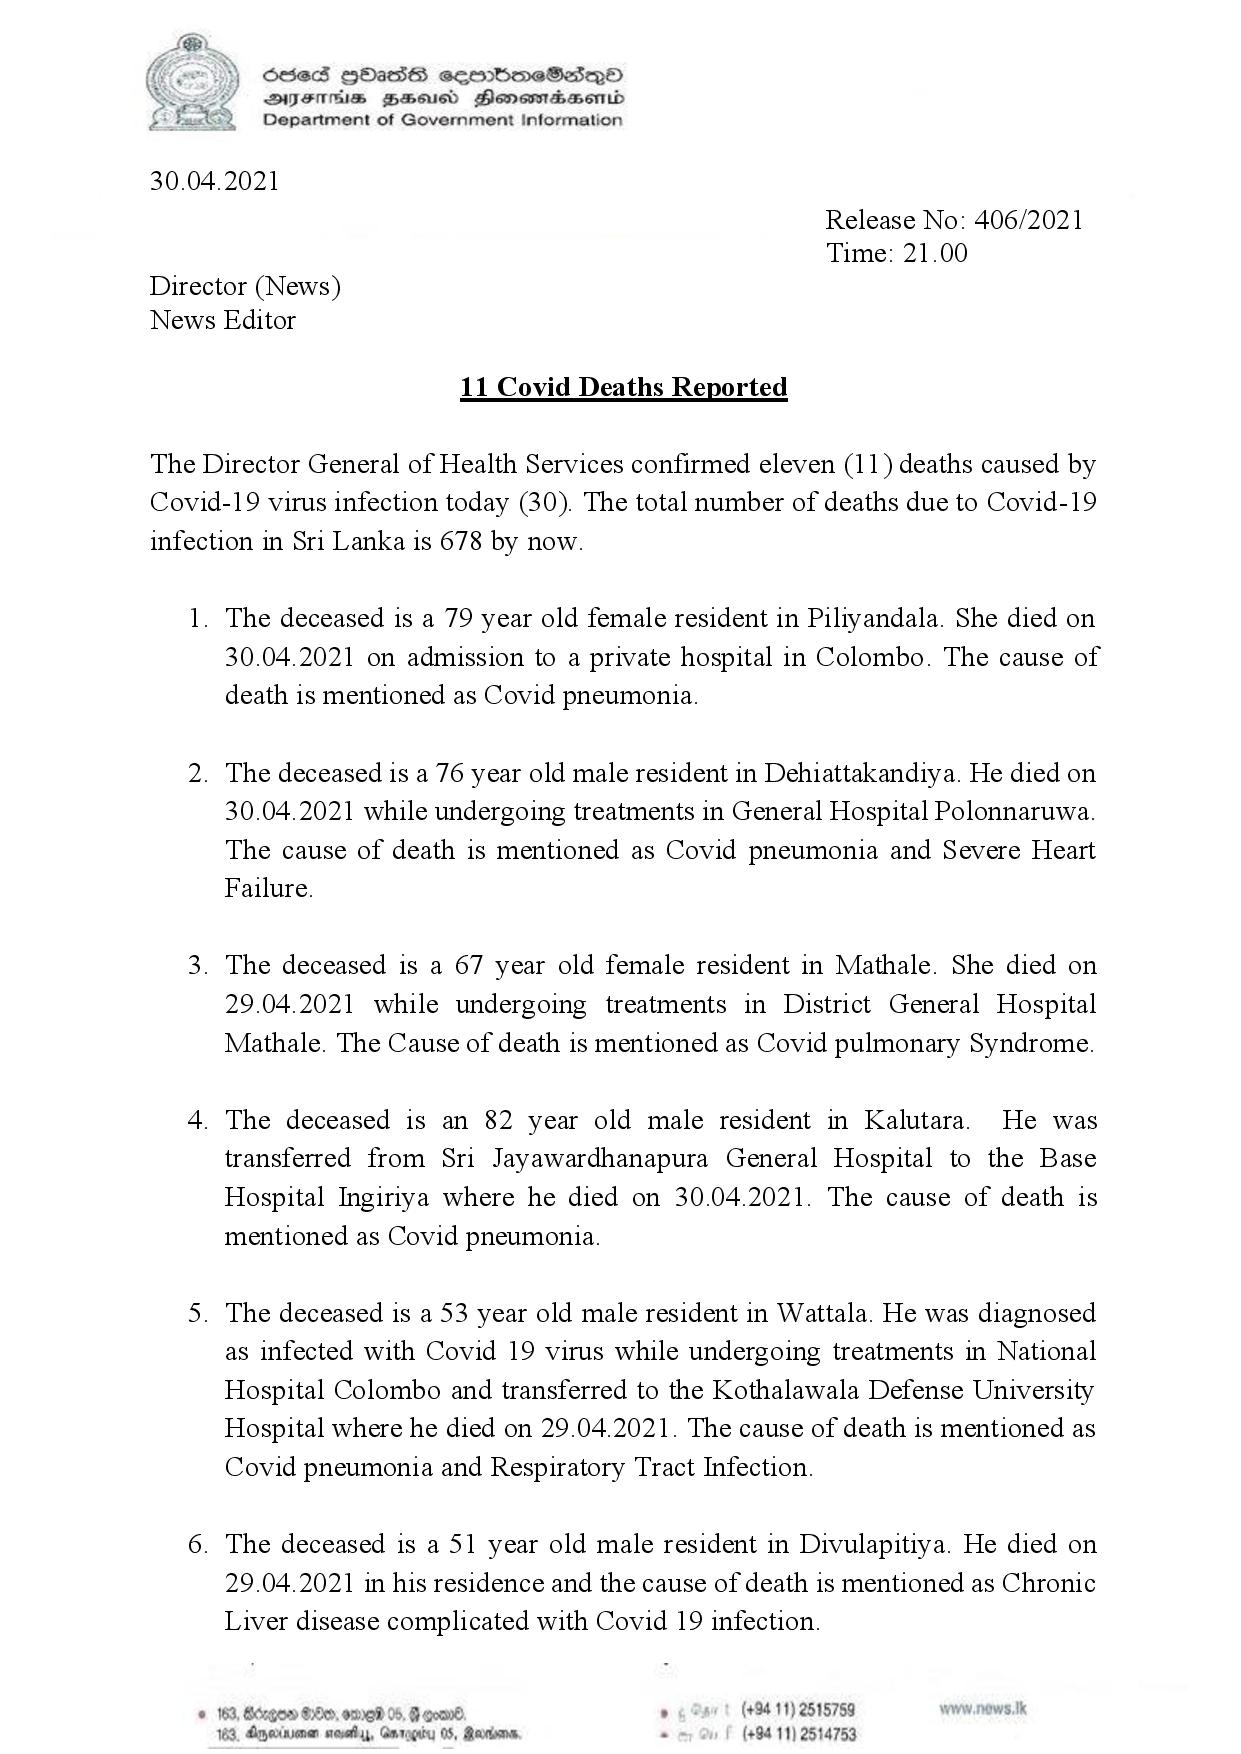 රජයේ ප්‍රවෘත්ති දෙපාර්තමේන්තුව
அரசாங்க தகவல் திணைக்களம்
Department of Government Information
30.04.2021
Release No: 406/2021
Time: 21.00
Director (News)
News Editor
11 Covid Deaths Reported
The Director General of Health Services confirmed eleven (11) deaths caused by
Covid-19 virus infection today (30). The total number of deaths due to Covid-19
infection in Sri Lanka is 678 by now.
1. The deceased is a 79 year old female resident in Piliyandala. She died on
30.04.2021 on admission to a private hospital in Colombo. The cause of
death is mentioned as Covid pneumonia.
2. The deceased is a 76 year old male resident in Dehiattakandiya. He died on
30.04.2021 while undergoing treatments in General Hospital Polonnaruwa.
The cause of death is mentioned as Covid pneumonia and Severe Heart
Failure.
3. The deceased is a 67 year old female resident in Mathale. She died on
29.04.2021 while undergoing treatments in District General Hospital
Mathale. The Cause of death is mentioned as Covid pulmonary Syndrome.
4. The deceased is an 82 year old male resident in Kalutara. He was
transferred from Sri Jayawardhanapura General Hospital to the Base
Hospital Ingiriya where he died on 30.04.2021. The cause of death is
mentioned as Covid pneumonia.
5. The deceased is a 53 year old male resident in Wattala. He was diagnosed
as infected with Covid 19 virus while undergoing treatments in National
Hospital Colombo and transferred to the Kothalawala Defense University
Hospital where he died on 29.04.2021. The cause of death is mentioned as
Covid pneumonia and Respiratory Tract Infection.
6. The deceased is a 51 year old male resident in Divulapitiya. He died on
29.04.2021 in his residence and the cause of death is mentioned as Chronic
Liver disease complicated with Covid 19 infection.
163, කිරුලපන මාවත, කොළඹ 05, ශ්‍රී ලංකාව.
163, கிருலப்பனை எவனியூ, கொழும்பு 05, இலங்கை.
(+94 11) 2515759
(+94 11) 2514753
www.news.lk